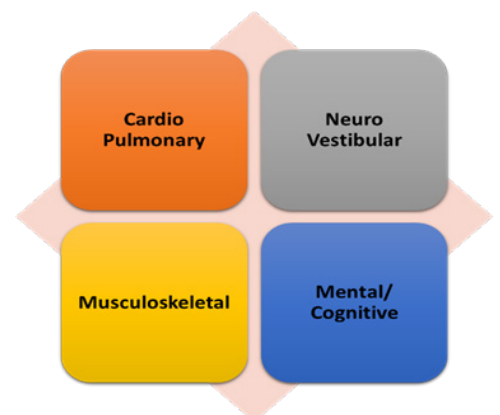 Cardio
Pulmonary
Neuro
Vestibular
Musculoskeletal
Mental/
Cognitive